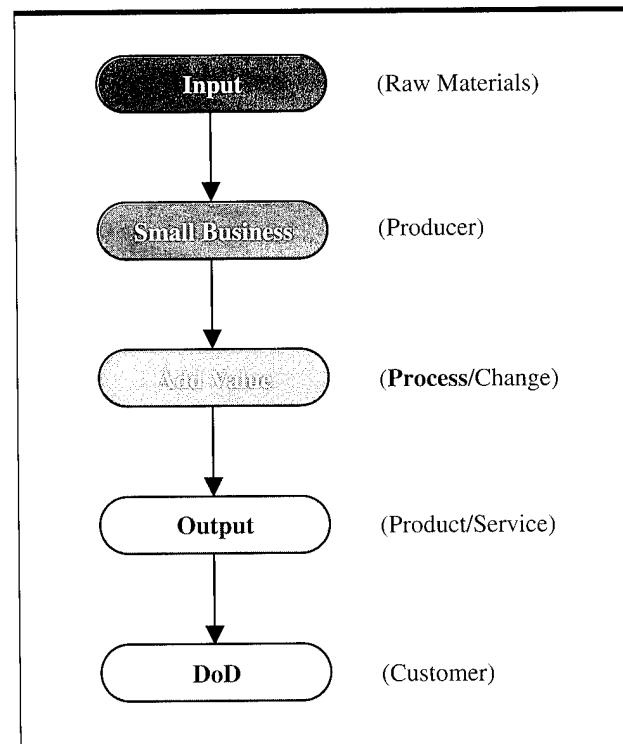 Input (Raw Materials)
Small Business (Producer)
Add Value (Process/Change)
Output (Product/Service)
DoD (Customer)